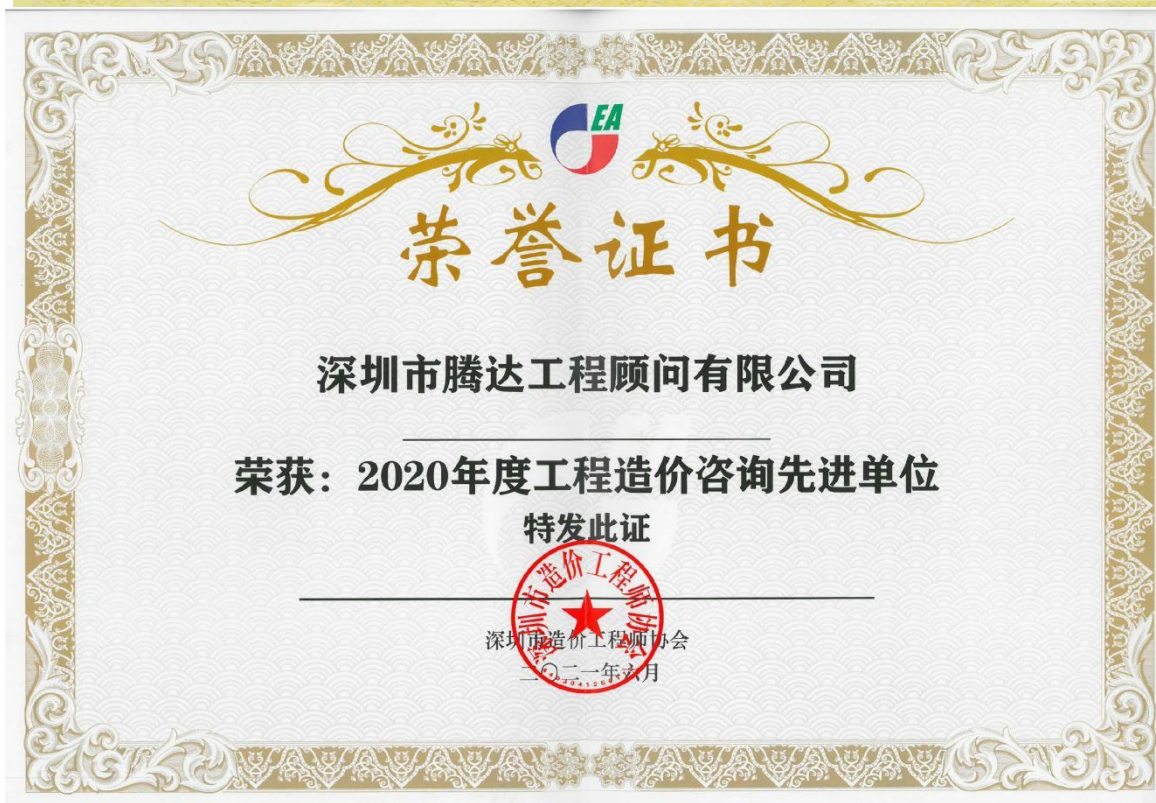 EA
荣誉证书
深圳市腾达工程顾问有限公司
荣获：2020年度工程造价咨询先进单位
特发此证
深圳市造价工程师协会
深圳市造价工程师协会
二〇二一年六月